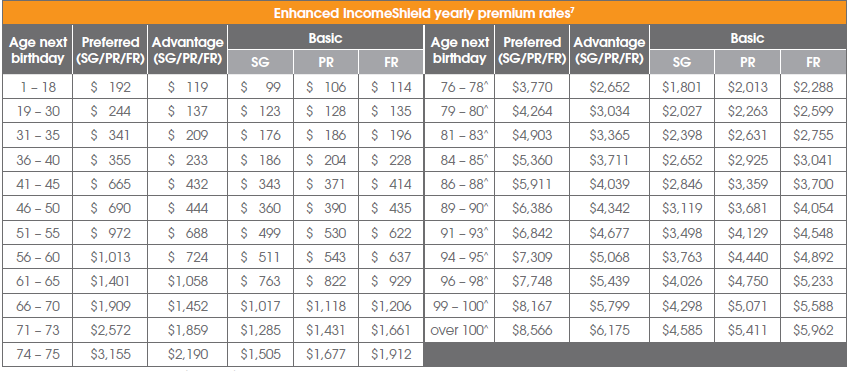 Enhanced IncomeShield yearly premium rates⁷
Age next birthday Preferred (SG/PR/FR) Advantage (SG/PR/FR) Basic SG PR FR Age next birthday Preferred (SG/PR/FR) Advantage (SG/PR/FR) Basic SG PR FR
1 – 18 $ 192 $ 119 $ 99 $ 106 $ 114 76 – 78^ $3,770 $2,652 $1,801 $2,013 $2,288
19 – 30 $ 244 $ 137 $ 123 $ 128 $ 135 79 – 80^ $4,264 $3,034 $2,027 $2,263 $2,599
31 – 35 $ 341 $ 209 $ 176 $ 186 $ 196 81 – 83^ $4,903 $3,365 $2,398 $2,631 $2,755
36 – 40 $ 355 $ 233 $ 186 $ 204 $ 228 84 – 85^ $5,360 $3,711 $2,652 $2,925 $3,041
41 – 45 $ 665 $ 432 $ 343 $ 371 $ 414 86 – 88^ $5,911 $4,039 $2,846 $3,359 $3,700
46 – 50 $ 690 $ 444 $ 360 $ 390 $ 435 89 – 90^ $6,386 $4,342 $3,119 $3,681 $4,054
51 – 55 $ 972 $ 688 $ 499 $ 530 $ 622 91 – 93^ $6,842 $4,677 $3,498 $4,129 $4,548
56 – 60 $1,013 $ 724 $ 511 $ 543 $ 637 94 – 95^ $7,309 $5,068 $3,763 $4,440 $4,892
61 – 65 $1,401 $1,058 $ 763 $ 822 $ 929 96 – 98^ $7,748 $5,439 $4,026 $4,750 $5,233
66 – 70 $1,909 $1,452 $1,017 $1,118 $1,206 99 – 100^ $8,167 $5,799 $4,298 $5,071 $5,588
71 – 73 $2,572 $1,859 $1,285 $1,431 $1,661 over 100^ $8,566 $6,175 $4,585 $5,411 $5,962
74 – 75 $3,155 $2,190 $1,505 $1,677 $1,912